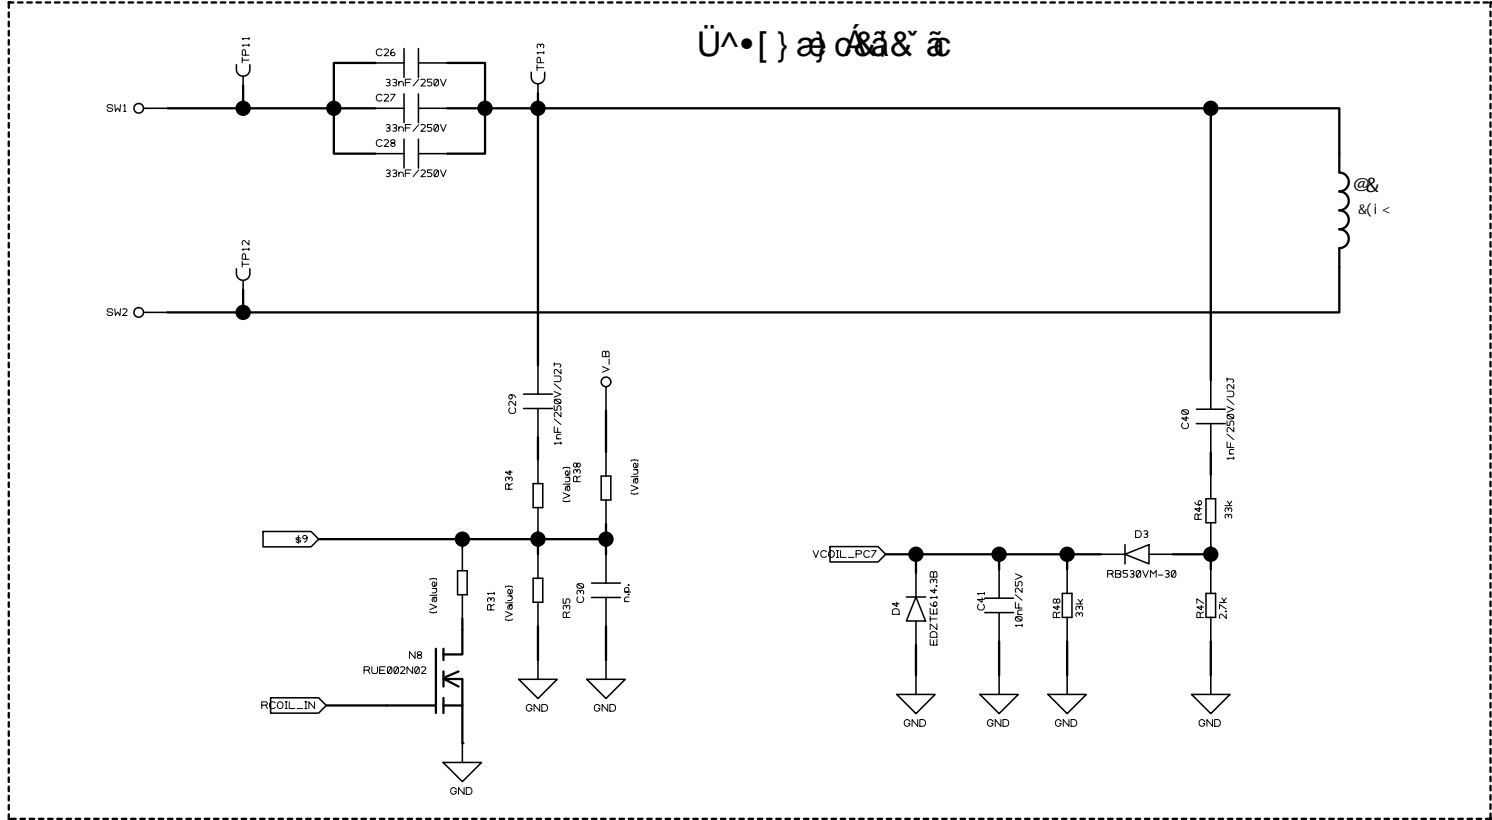 TP11
C26
33nF/250V
TP13
SW1
C27
33nF/250V
C28
33nF/250V
TP12
SW2
V_B
C29
1nF/250V/U2J
C40
1nF/250V/U2J
R34
(Value)
R38
(Value)
R46
33k
$9
VCOIL_PC7
D3
RB530VM-30
(Value)
R31
(Value)
R35
C30
n.p.
D4
EDZTE614.3B
C41
10nF/25V
R48
33k
R47
2.7k
N8
RUE002N02
RCOIL_IN
GND
GND
GND
GND
GND
GND
GND